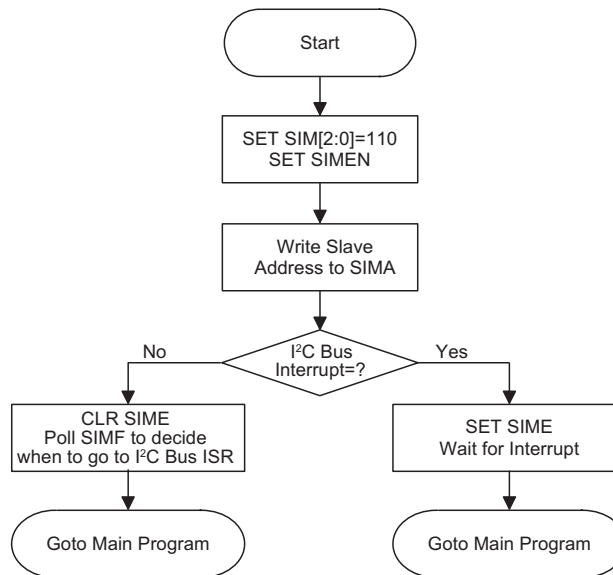 Start
SET SIM[2:0]=110
SET SIMEN
Write Slave
Address to SIMA
I²C Bus
Interrupt=?
No
Yes
CLR SIME
Poll SIMF to decide
when to go to I²C Bus ISR
SET SIME
Wait for Interrupt
Goto Main Program
Goto Main Program